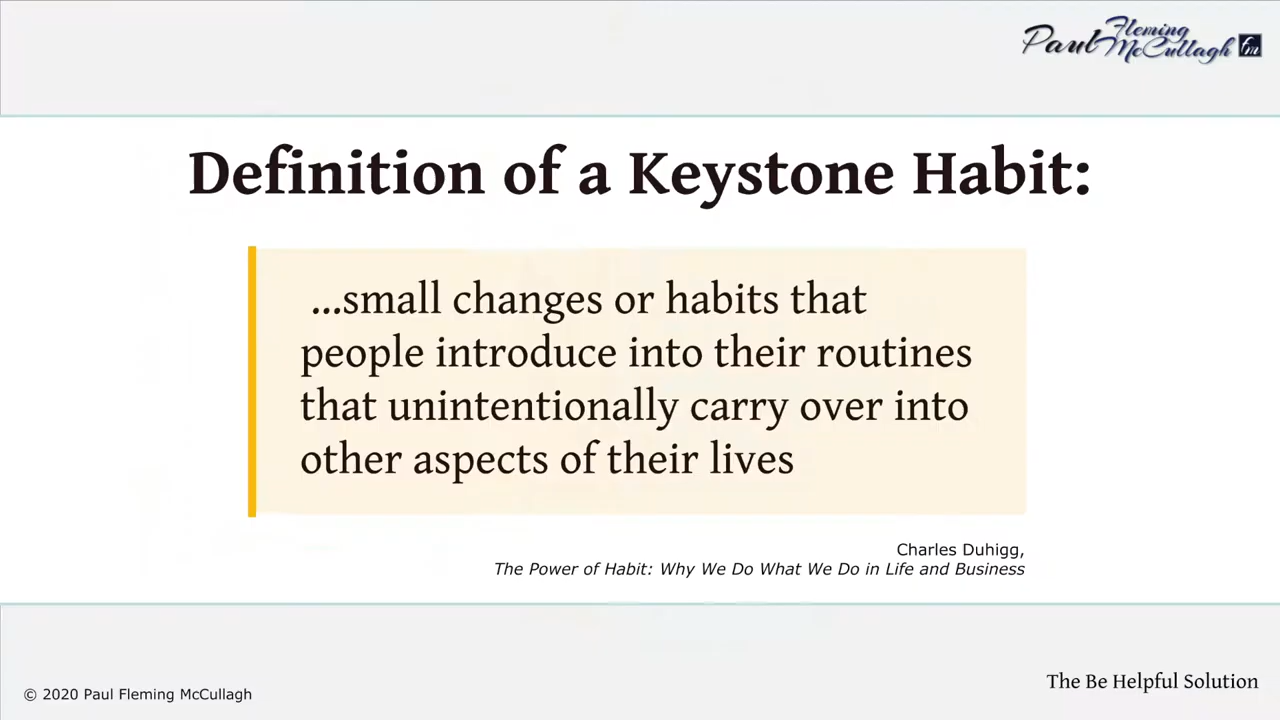 Paul Fleming McCullagh fm
Definition of a Keystone Habit:
...small changes or habits that
people introduce into their routines
that unintentionally carry over into
other aspects of their lives
Charles Duhigg,
The Power of Habit: Why We Do What We Do in Life and Business
The Be Helpful Solution
© 2020 Paul Fleming McCullagh